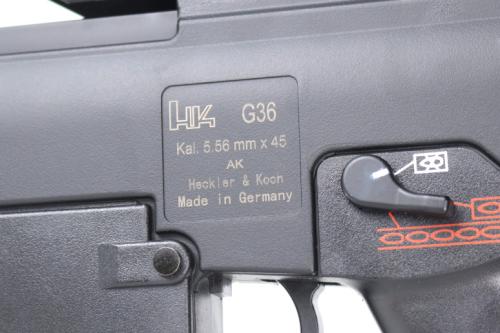 HK G36
Kal. 5.56 mm x 45
AK
Heckler & Koch
Made in Germany